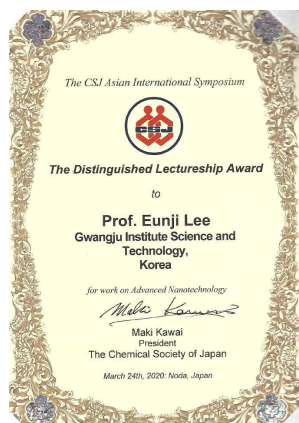 The CSJ Asian International Symposium
CSJ
The Distinguished Lectureship Award
to
Prof. Eunji Lee
Gwangju Institute Science and
Technology,
Korea
for work on Advanced Nanotechnology
Maki Kawai
Maki Kawai
President
The Chemical Society of Japan
March 24th, 2020: Noda, Japan